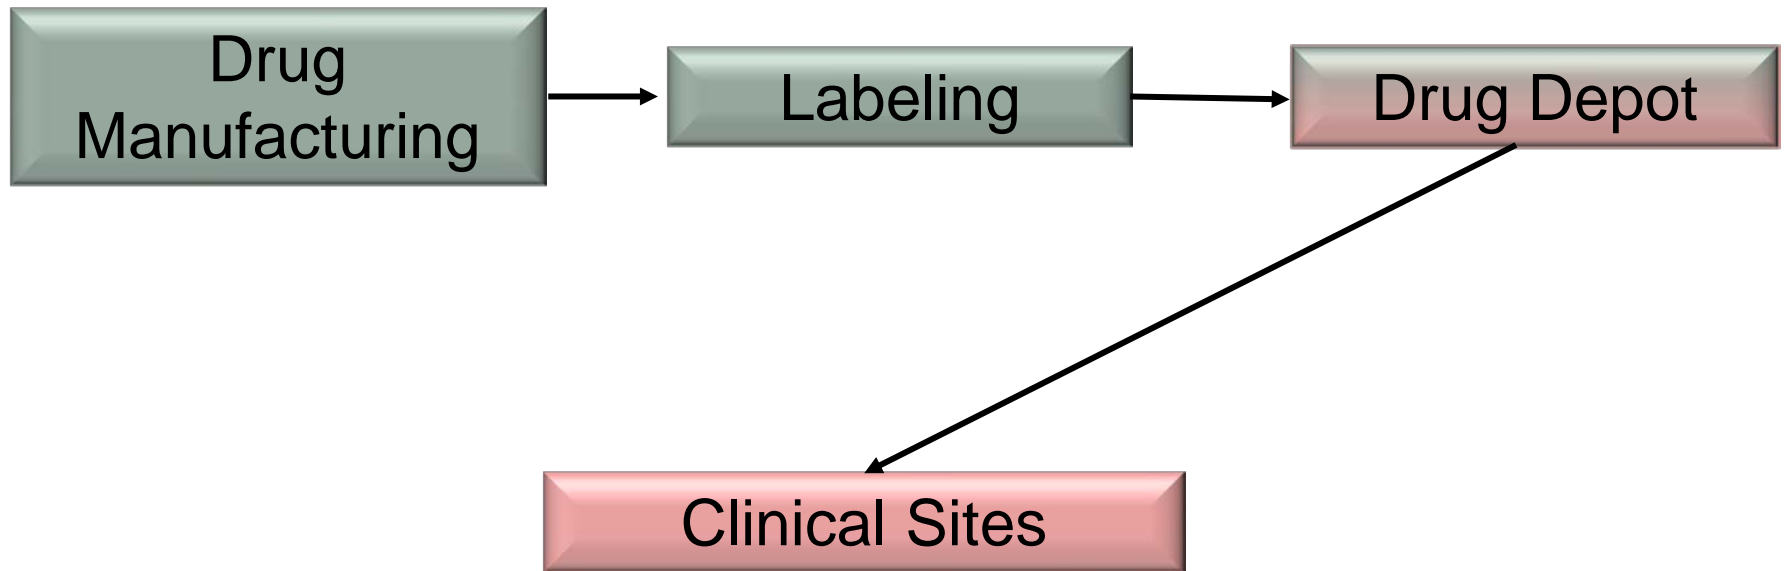 Drug
Manufacturing
Labeling
Drug Depot
Clinical Sites